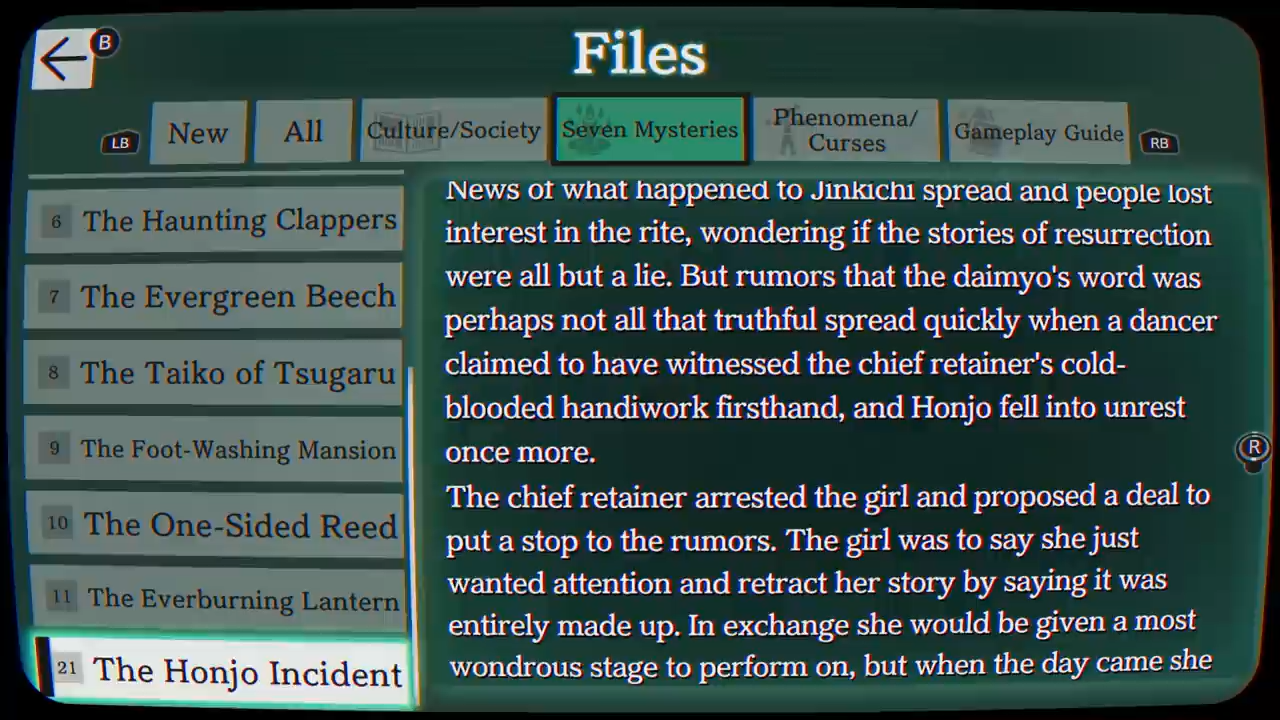 B
Files
LB
New
All
Culture/Society
Seven Mysteries
Phenomena/
Curses
Gameplay Guide
RB
6 The Haunting Clappers
7 The Evergreen Beech
8 The Taiko of Tsugaru
9 The Foot-Washing Mansion
10 The One-Sided Reed
11 The Everburning Lantern
21 The Honjo Incident
News of what happened to Jinkichi spread and people lost
interest in the rite, wondering if the stories of resurrection
were all but a lie. But rumors that the daimyo's word was
perhaps not all that truthful spread quickly when a dancer
claimed to have witnessed the chief retainer's cold-
blooded handiwork firsthand, and Honjo fell into unrest
once more.
The chief retainer arrested the girl and proposed a deal to
put a stop to the rumors. The girl was to say she just
wanted attention and retract her story by saying it was
entirely made up. In exchange she would be given a most
wondrous stage to perform on, but when the day came she
R